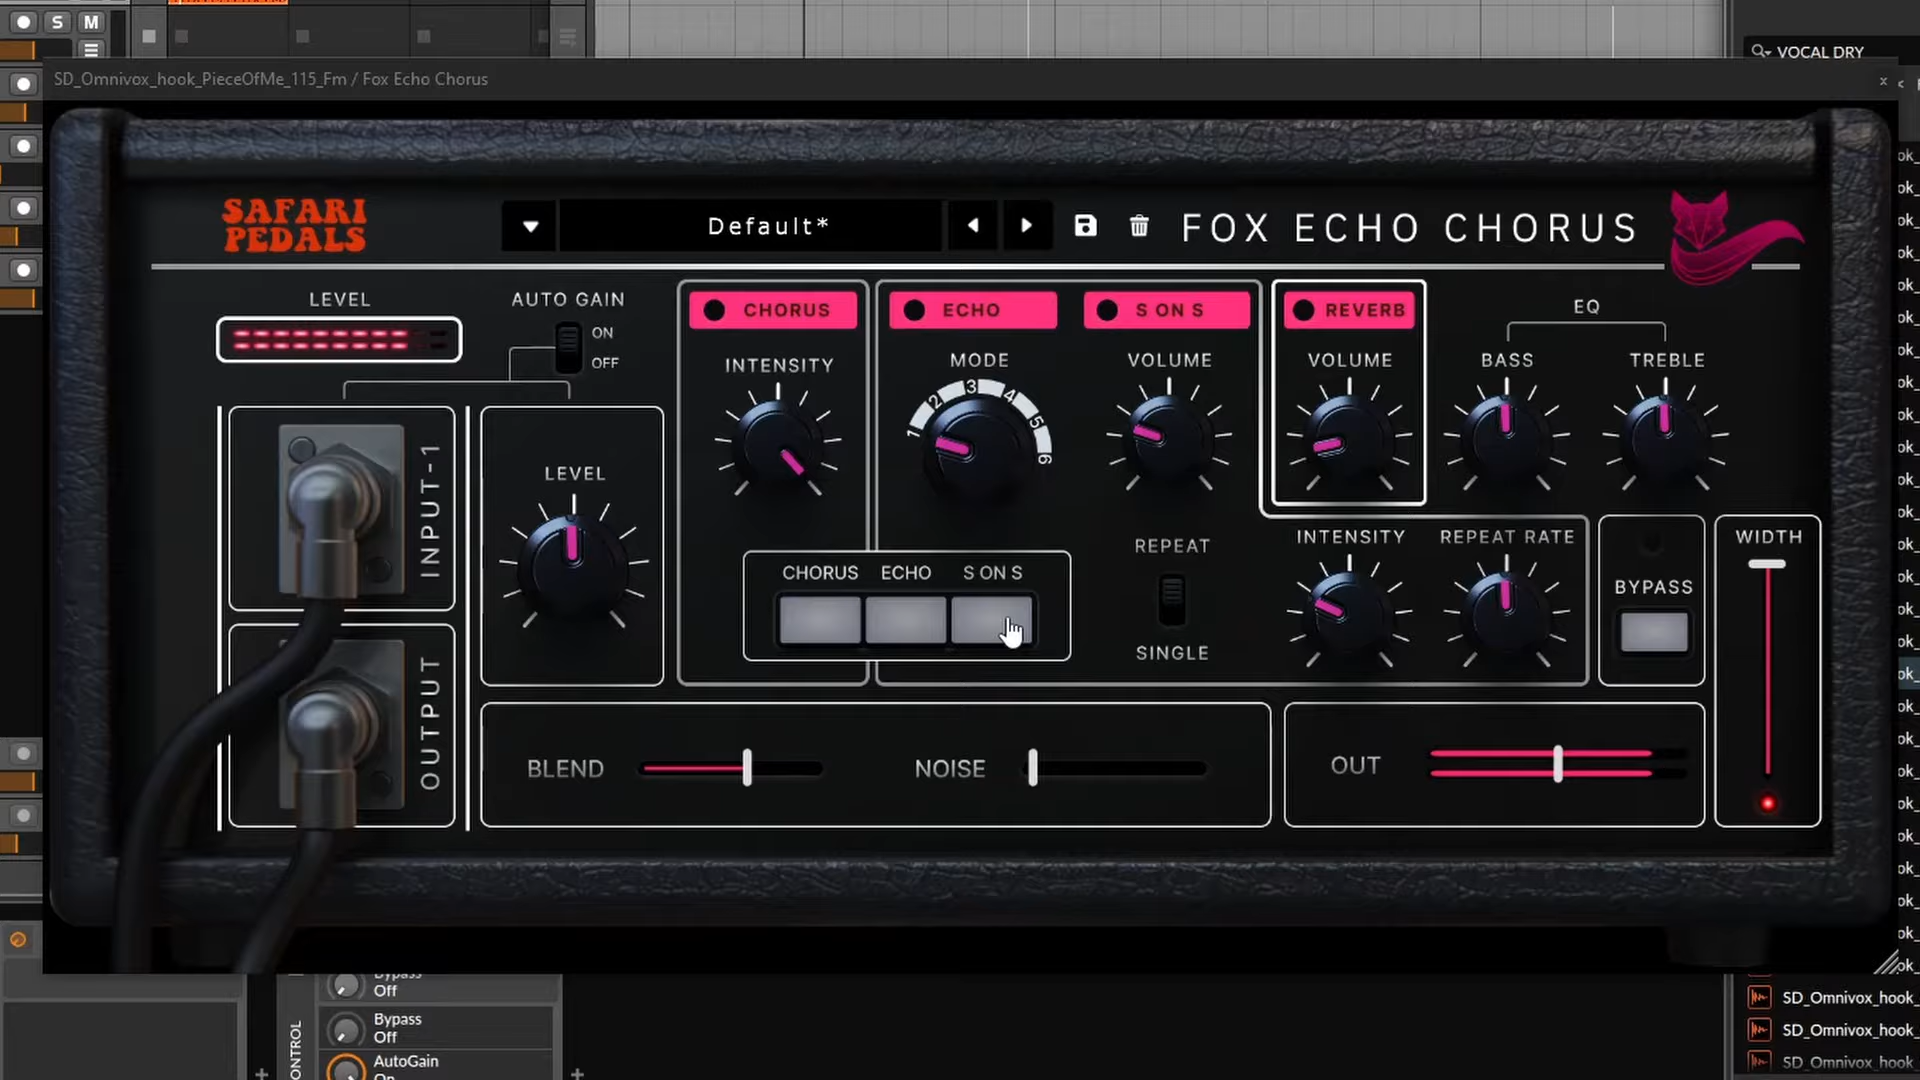 S M
VOCAL DRY
SD_Omnivox_hook_PieceOfMe_115_Fm / Fox Echo Chorus
x
SAFARI
PEDALS
Default*
FOX ECHO CHORUS
LEVEL
AUTO GAIN
ON
OFF
CHORUS
ECHO
S ON S
REVERB
EQ
INTENSITY
MODE
VOLUME
VOLUME
BASS
TREBLE
1 2 3 4 5 6
INPUT-1
LEVEL
CHORUS ECHO S ON S
REPEAT
SINGLE
INTENSITY
REPEAT RATE
BYPASS
WIDTH
OUTPUT
BLEND
NOISE
OUT
Bypass
Off
Bypass
Off
AutoGain
On
SD_Omnivox_hook_
SD_Omnivox_hook_
SD_Omnivox_hook_